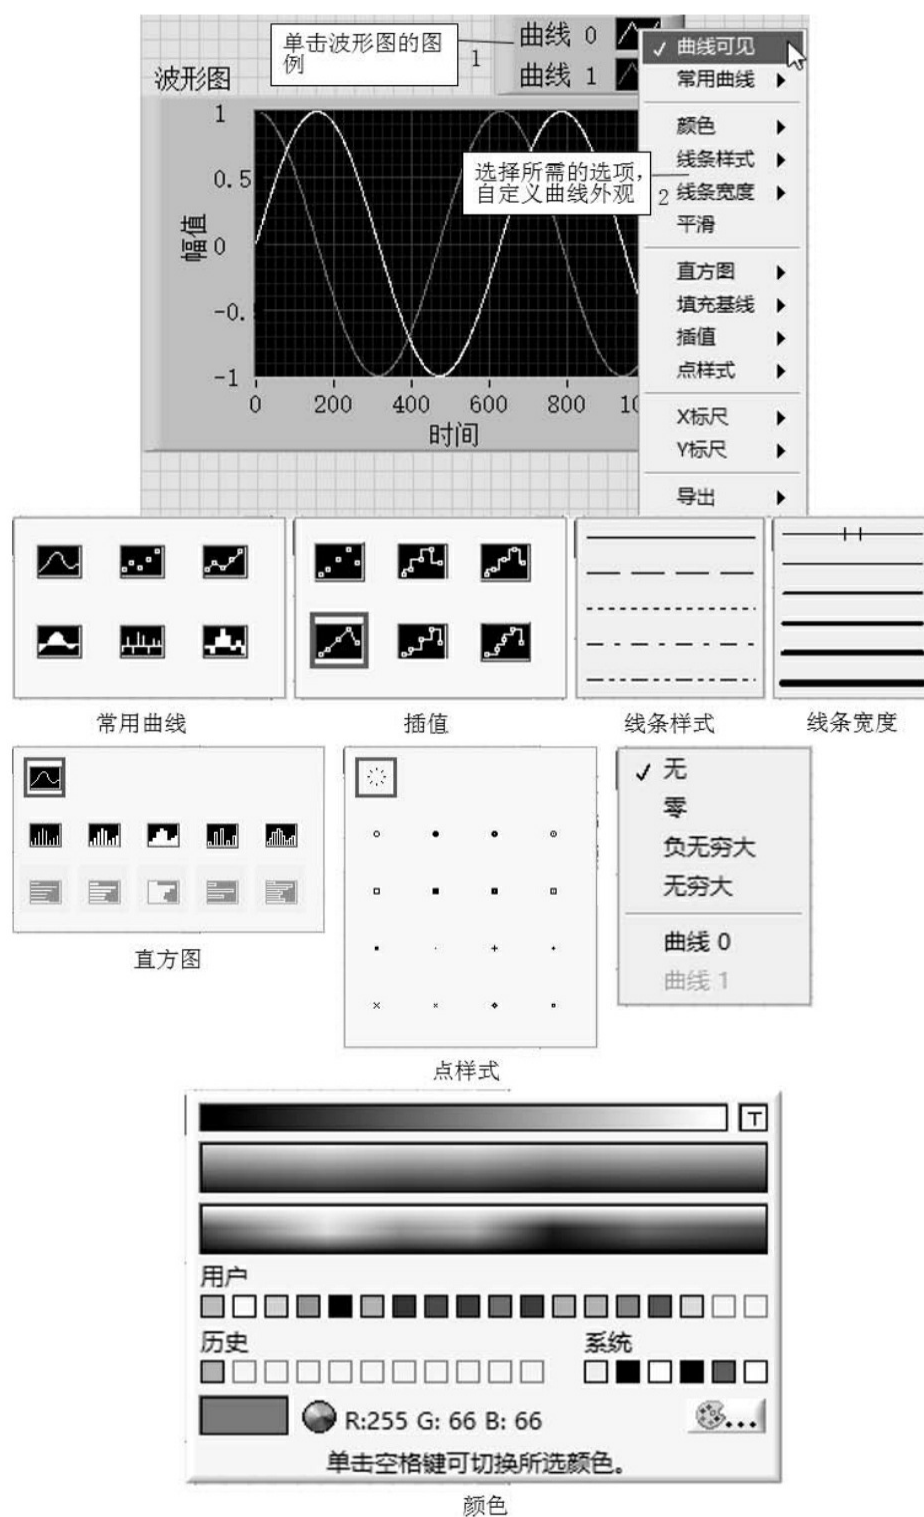 单击波形图的图
例
1
曲线 0
曲线 1
波形图
✓ 曲线可见
常用曲线
颜色
线条样式
线条宽度
平滑
直方图
填充基线
插值
点样式
X标尺
Y标尺
导出
选择所需的选项，
自定义曲线外观
2
幅值
1
0.5
0
-0.
-1
0 200 400 600 800 10
时间
常用曲线
插值
线条样式
线条宽度
直方图
点样式
✓ 无
零
负无穷大
无穷大
曲线 0
曲线 1
T
用户
历史
系统
R:255 G: 66 B: 66
...
单击空格键可切换所选颜色。
颜色